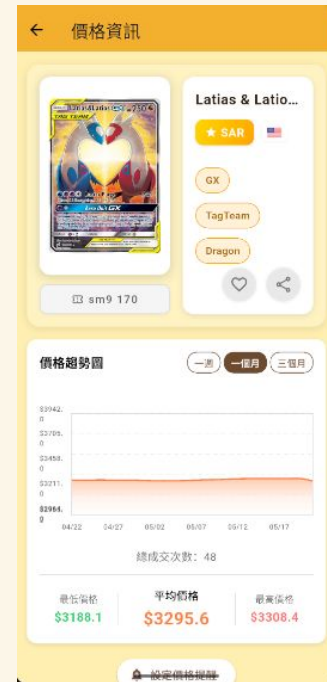 價格資訊
Latias & Latio...
SAR
GX
TagTeam
Dragon
sm9 170
價格趨勢圖
一週
一個月
三個月
$3942.
0
$3705.
0
$3458.
0
$3211.
0
$2964.
0
04/22 04/27 05/02 05/07 05/12 05/17
總成交次數: 48
最低價格
$3188.1
平均價格
$3295.6
最高價格
$3308.4
設定價格提醒